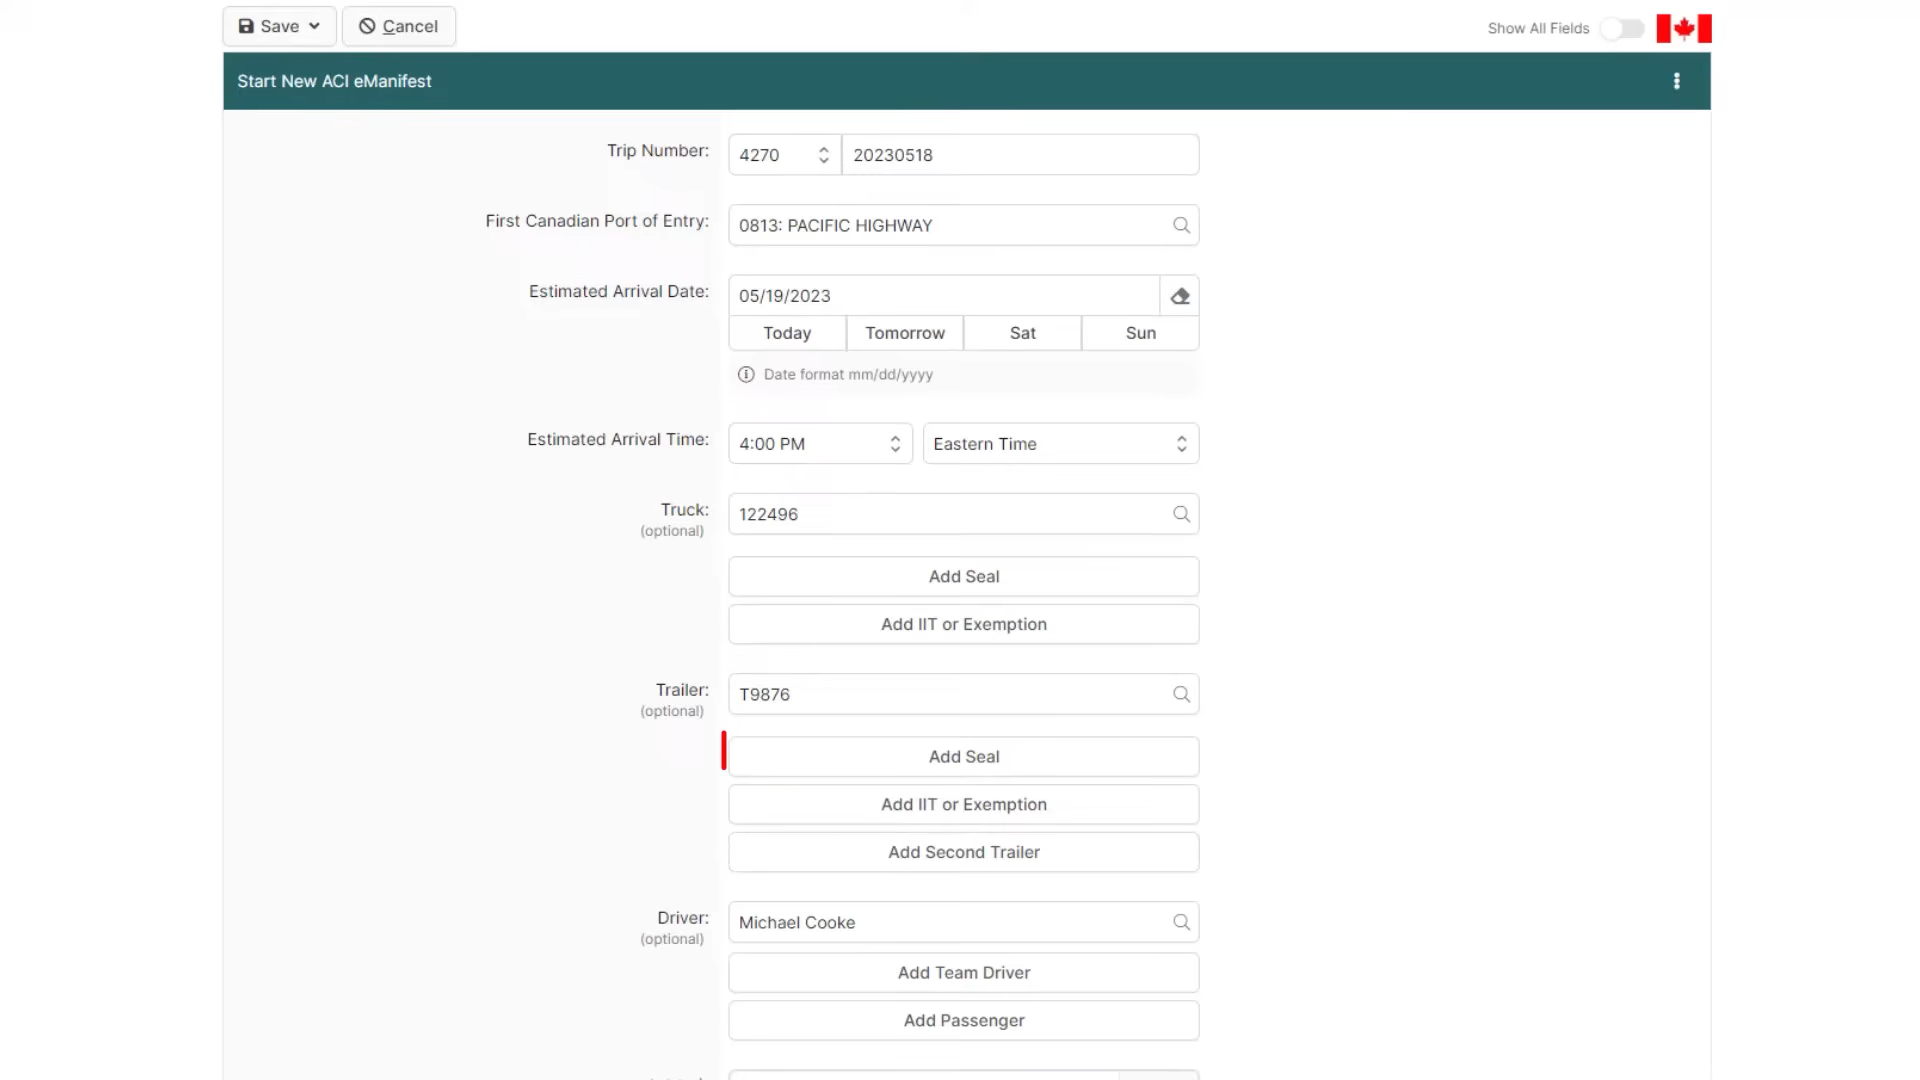 Save
Cancel
Show All Fields
Start New ACI eManifest
Trip Number:
4270
20230518
First Canadian Port of Entry:
0813: PACIFIC HIGHWAY
Estimated Arrival Date:
05/19/2023
Today
Tomorrow
Sat
Sun
Date format mm/dd/yyyy
Estimated Arrival Time:
4:00 PM
Eastern Time
Truck:
(optional)
122496
Add Seal
Add IIT or Exemption
Trailer:
(optional)
T9876
Add Seal
Add IIT or Exemption
Add Second Trailer
Driver:
(optional)
Michael Cooke
Add Team Driver
Add Passenger